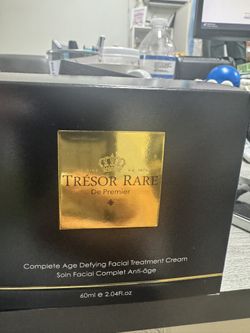 TRÉSOR RARE
De Premier
Complete Age Defying Facial Treatment Cream
Soin Facial Complet Anti-âge
60ml e 2.04fl.oz